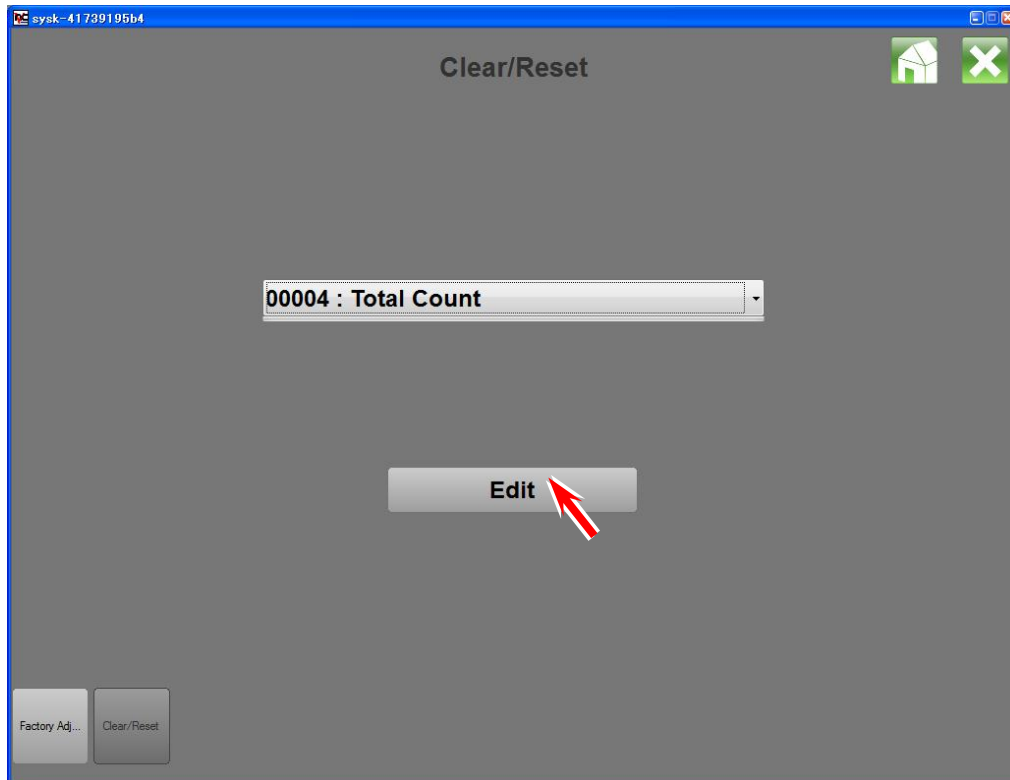 sysk-41739195b4
Clear/Reset
00004 : Total Count
Edit
Factory Adj...
Clear/Reset